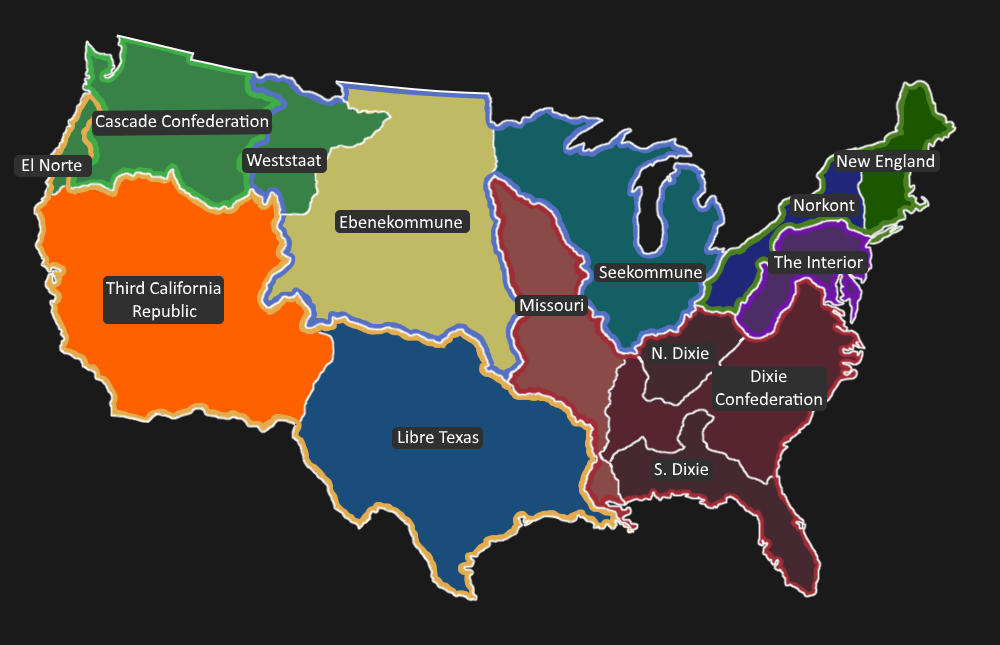 Cascade Confederation
El Norte
Weststaat
New England
Norkont
Ebenekommune
The Interior
Seekommune
Third California
Republic
Missouri
N. Dixie
Dixie
Confederation
Libre Texas
S. Dixie